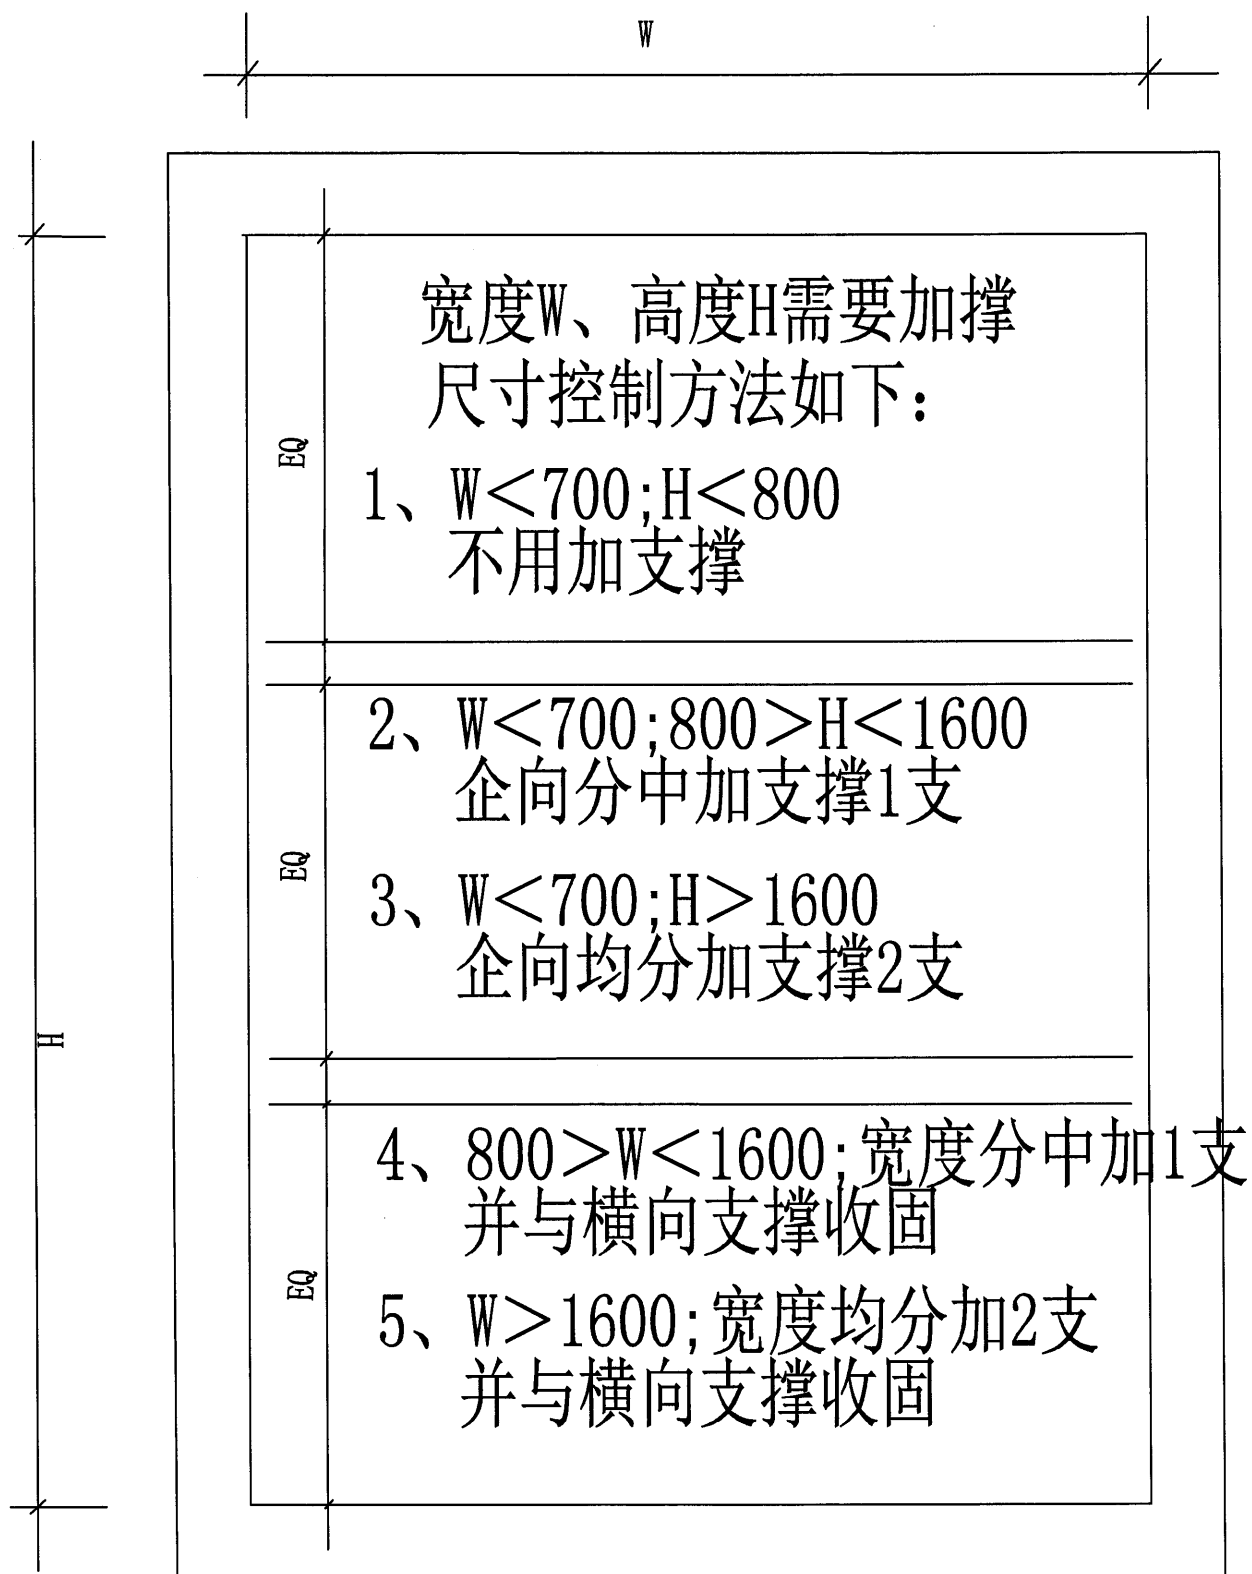 W
宽度W、高度H需要加撑
尺寸控制方法如下：
EQ
1、W＜700;H＜800
不用加支撑
2、W＜700;800＞H＜1600
企向分中加支撑1支
EQ
3、W＜700;H＞1600
企向均分加支撑2支
H
4、800＞W＜1600;宽度分中加1支
并与横向支撑收固
EQ
5、W＞1600;宽度均分加2支
并与横向支撑收固